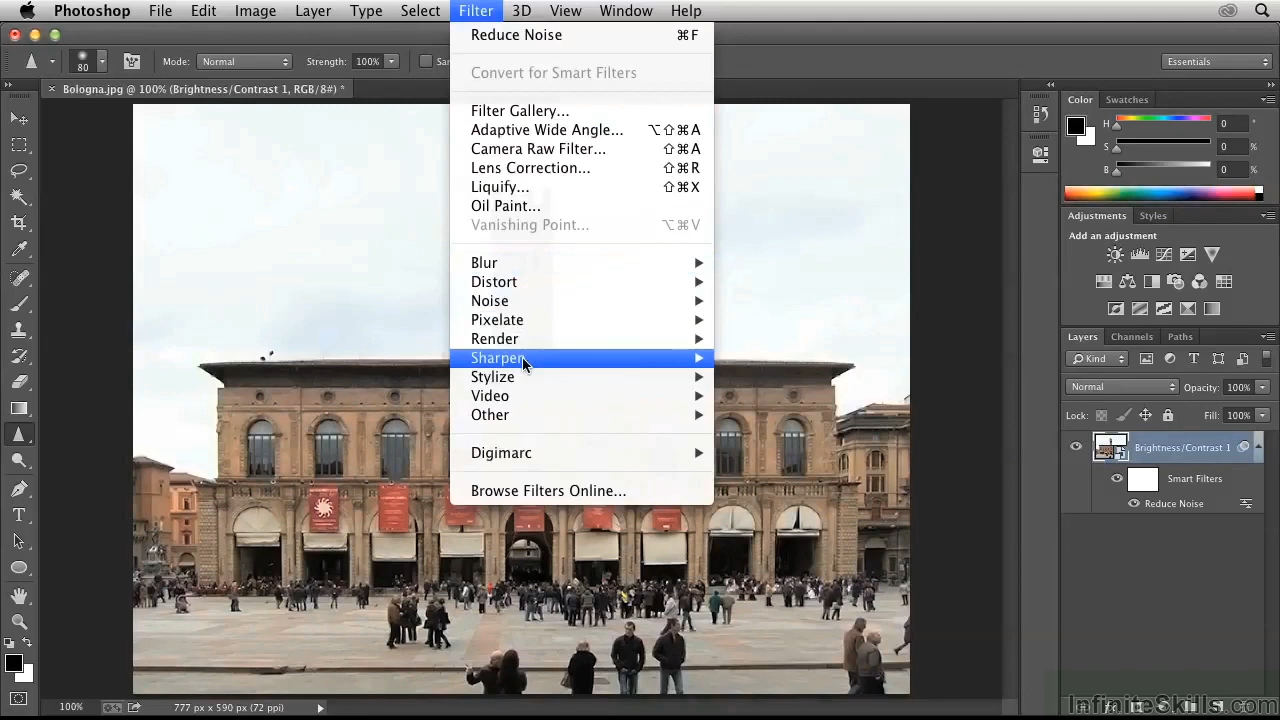 Photoshop File Edit Image Layer Type Select Filter 3D View Window Help
Reduce Noise ⌘F
80 Mode: Normal Strength: 100% Essentials
Convert for Smart Filters
Bologna.jpg @ 100% (Brightness/Contrast 1, RGB/8#) *
Color Swatches
Filter Gallery...
H 0 °
Adaptive Wide Angle... ⌥⇧⌘A
S 0 %
Camera Raw Filter... ⇧⌘A
B 0 %
Lens Correction... ⇧⌘R
Liquify... ⇧⌘X
Oil Paint...
Vanishing Point... ⌥⌘V
Adjustments Styles
Add an adjustment
Blur
Distort
Noise
Pixelate
Render
Sharpen
Stylize
Video
Other
Digimarc
Browse Filters Online...
Layers Channels Paths
Kind
Normal Opacity: 100%
Lock: Fill: 100%
Brightness/Contrast 1
Smart Filters
Reduce Noise
100% 777 px x 590 px (72 ppi)
InfiniteSkills.com